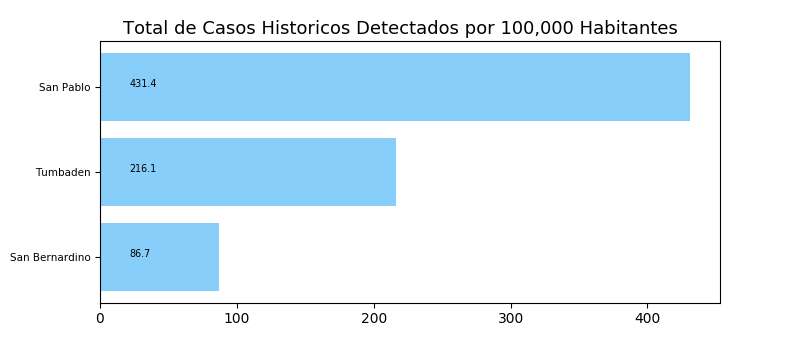 Total de Casos Historicos Detectados por 100,000 Habitantes
San Pablo
431.4
Tumbaden
216.1
San Bernardino
86.7
0 100 200 300 400